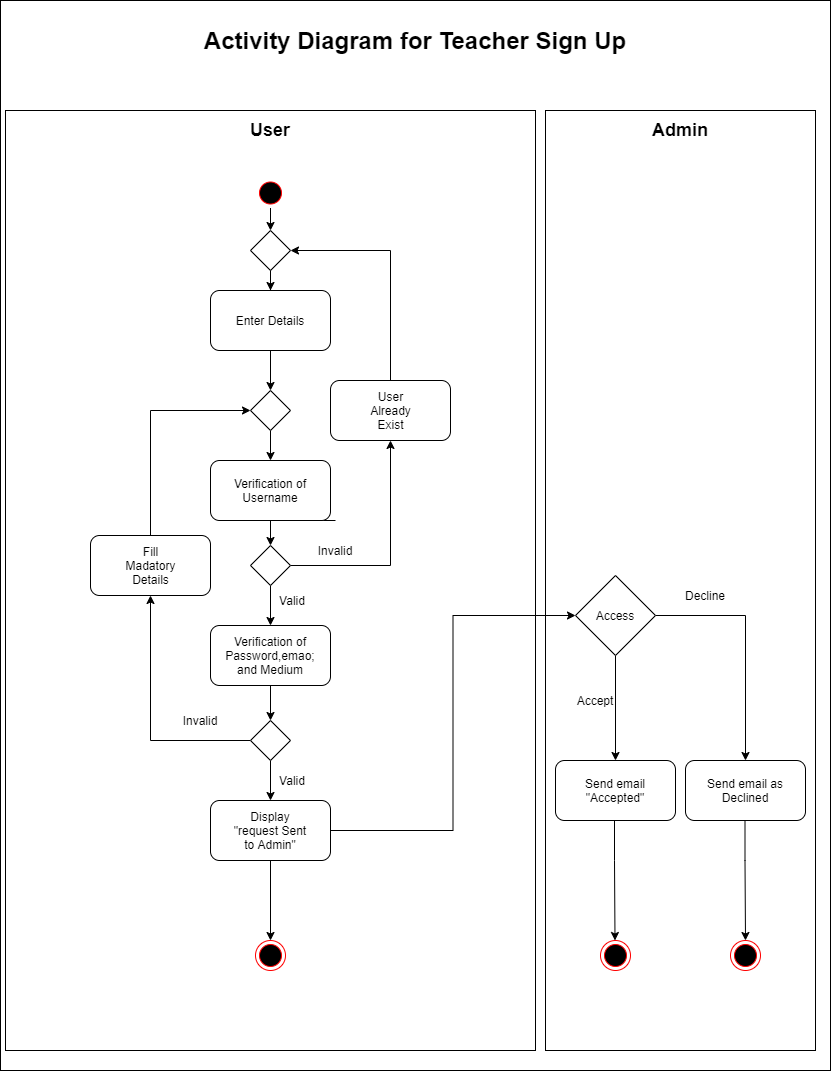 Activity Diagram for Teacher Sign Up
User
Admin
Enter Details
User
Already
Exist
Verification of
Username
Invalid
Fill
Madatory
Details
Valid
Verification of
Password,emao;
and Medium
Invalid
Valid
Display
"request Sent
to Admin"
Access
Decline
Accept
Send email
"Accepted"
Send email as
Declined